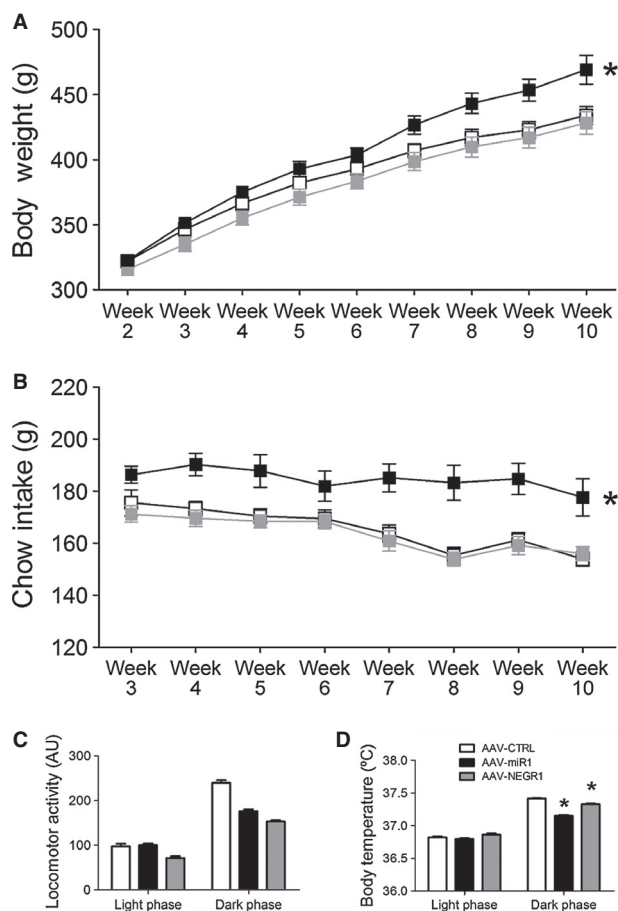 A
Body weight (g)
500
450
400
350
300
Week Week Week Week Week Week Week Week Week
2 3 4 5 6 7 8 9 10
*
B
Chow intake (g)
220
200
180
160
140
120
Week Week Week Week Week Week Week Week
3 4 5 6 7 8 9 10
*
C
Locomotor activity (AU)
300
200
100
0
Light phase Dark phase
D
Body temperature (ºC)
38.0
37.5
37.0
36.5
36.0
AAV-CTRL
AAV-miR1
AAV-NEGR1
* *
Light phase Dark phase